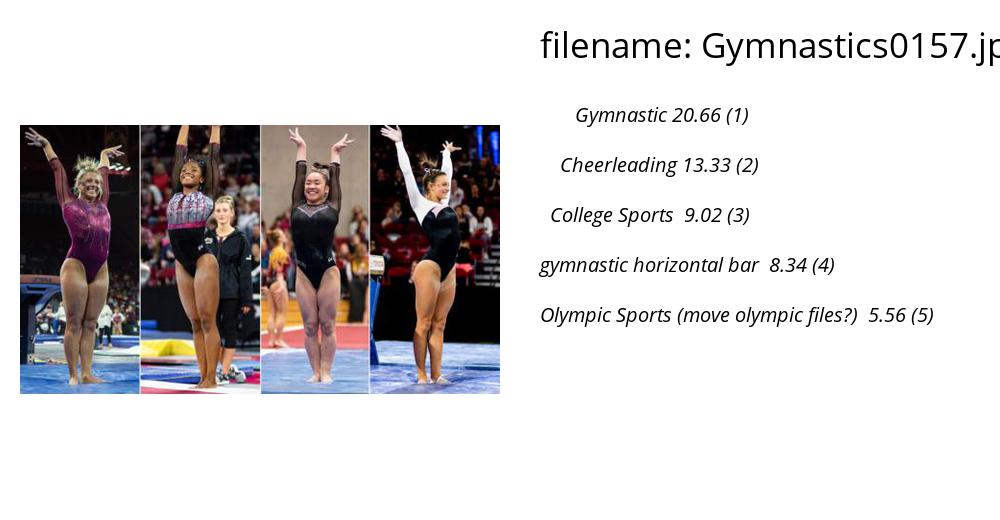 filename: Gymnastics0157.jp
Gymnastic 20.66 (1)
Cheerleading 13.33 (2)
College Sports  9.02 (3)
gymnastic horizontal bar  8.34 (4)
Olympic Sports (move olympic files?)  5.56 (5)